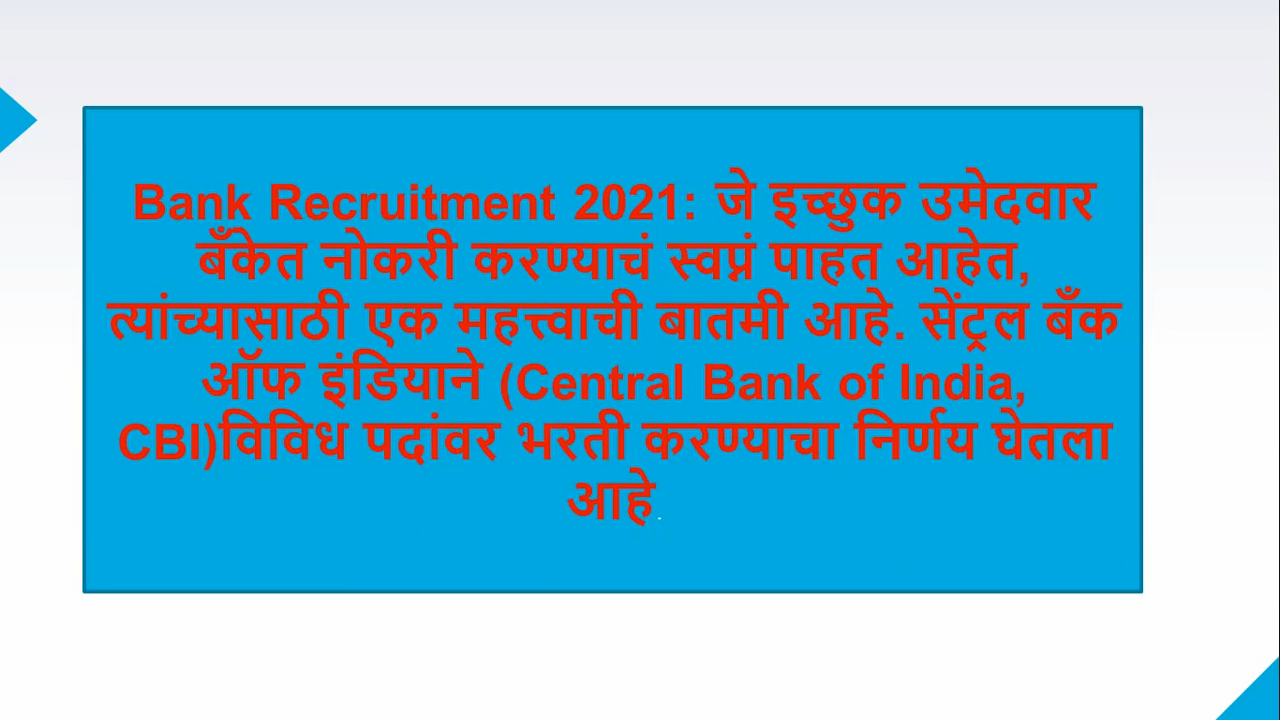 Bank Recruitment 2021: जे इच्छुक उमेदवार
बँकेत नोकरी करण्याचं स्वप्नं पाहत आहेत,
त्यांच्यासाठी एक महत्त्वाची बातमी आहे. सेंट्रल बँक
ऑफ इंडियाने (Central Bank of India,
CBI)विविध पदांवर भरती करण्याचा निर्णय घेतला
आहे.